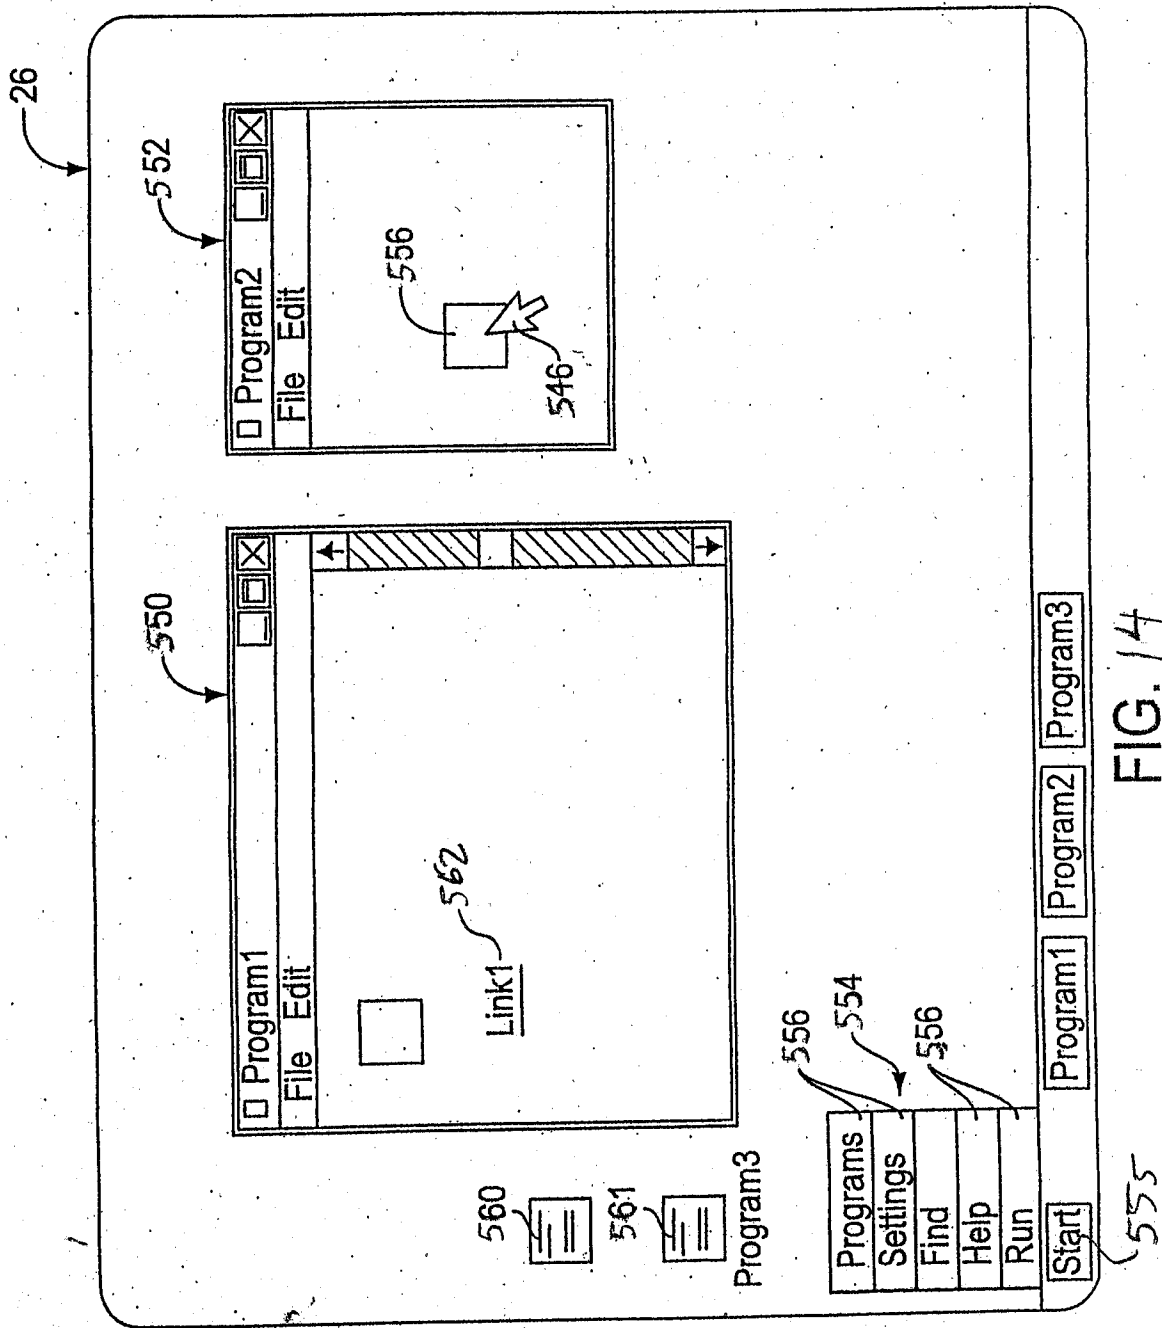 26
550
552
Program1
File Edit
Program2
File Edit
556
546
Link1
562
560
561
Program3
Programs
Settings
Find
Help
Run
556
554
556
Start
Program1
Program2
Program3
555
FIG. 14